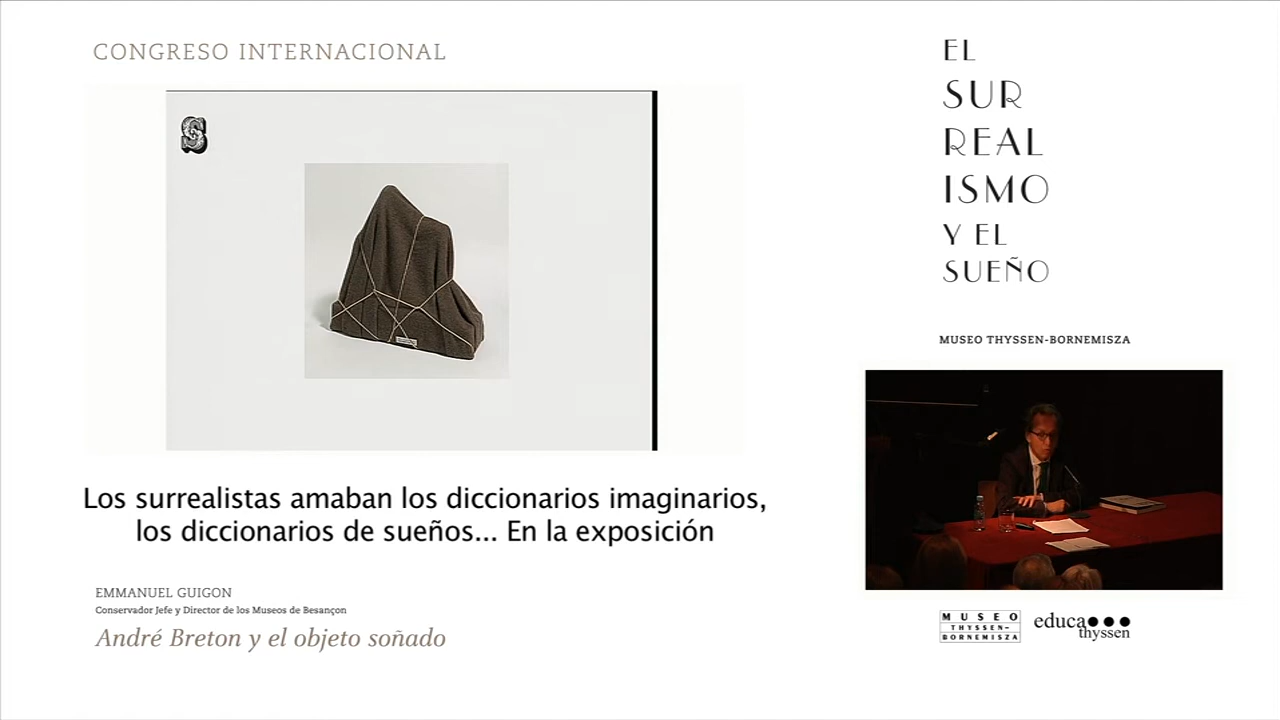 CONGRESO INTERNACIONAL
S
Los surrealistas amaban los diccionarios imaginarios,
los diccionarios de sueños... En la exposición
EMMANUEL GUIGON
Conservador Jefe y Director de los Museos de Besançon
André Breton y el objeto soñado
EL
SUR
REAL
ISMO
Y EL
SUEÑO
MUSEO THYSSEN-BORNEMISZA
MUSEO
THYSSEN-
BORNEMISZA
educa
thyssen